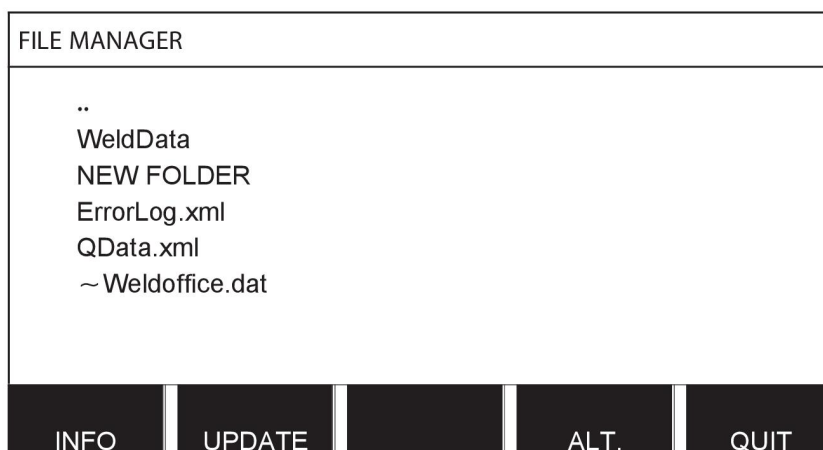 FILE MANAGER
..
WeldData
NEW FOLDER
ErrorLog.xml
QData.xml
~Weldoffice.dat
INFO UPDATE ALT. QUIT